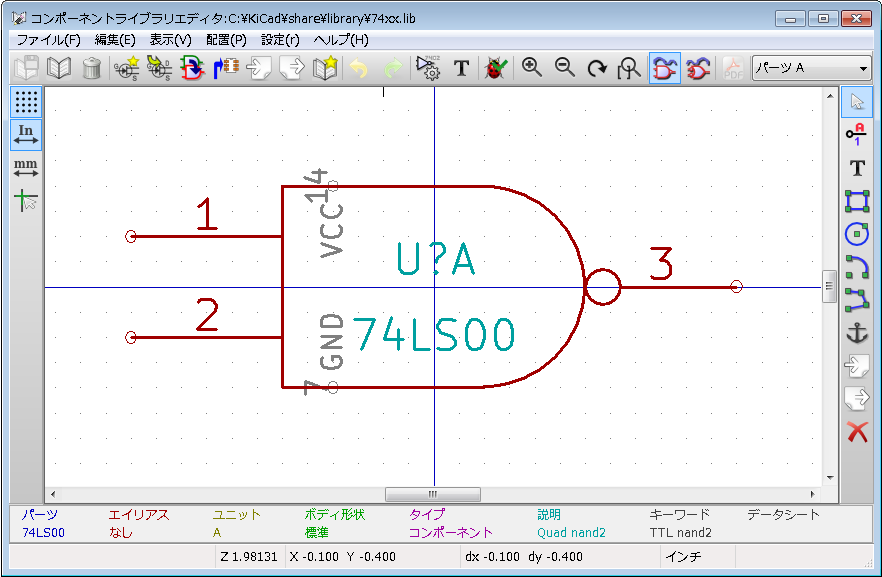 コンポーネントライブラリエディタ:C:¥KiCad¥share¥library¥74xx.lib
ファイル(F) 編集(E) 表示(V) 配置(P) 設定(r) ヘルプ(H)
T パーツ A
In
mm
A
1
T
14
VCC
1
U?A
3
2
74LS00
GND
7
パーツ エイリアス ユニット ボディ形状 タイプ 説明 キーワード データシート
74LS00 なし A 標準 コンポーネント Quad nand2 TTL nand2
Z 1.98131 X -0.100 Y -0.400 dx -0.100 dy -0.400 インチ